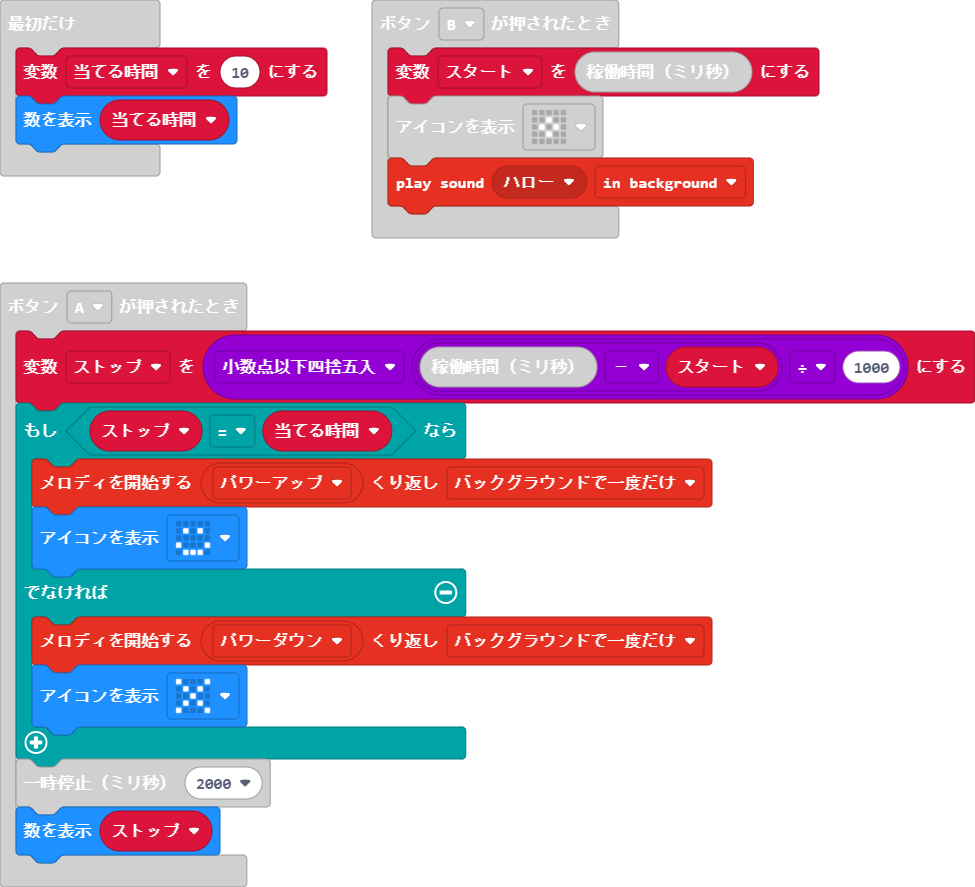 最初だけ
変数 当てる時間 を 10 にする
数を表示 当てる時間
ボタン B が押されたとき
変数 スタート を 稼働時間（ミリ秒） にする
アイコンを表示
play sound ハロー in background
ボタン A が押されたとき
変数 ストップ を 小数点以下四捨五入 稼働時間（ミリ秒） - スタート ÷ 1000 にする
もし ストップ = 当てる時間 なら
メロディを開始する パワーアップ くり返し バックグラウンドで一度だけ
アイコンを表示
でなければ
メロディを開始する パワーダウン くり返し バックグラウンドで一度だけ
アイコンを表示
一時停止（ミリ秒） 2000
数を表示 ストップ